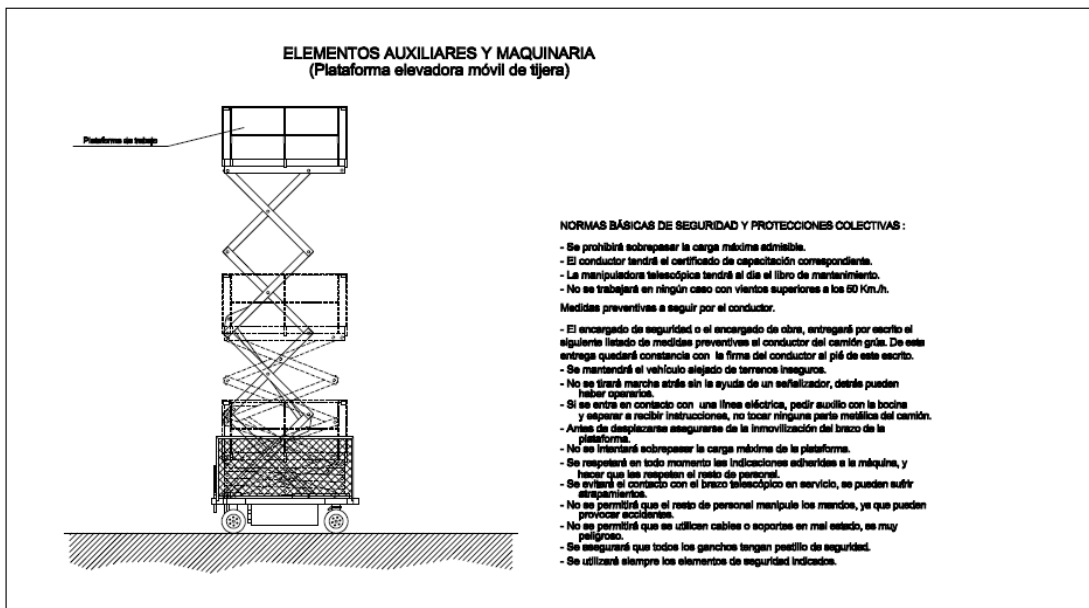 ELEMENTOS AUXILIARES Y MAQUINARIA
(Plataforma elevadora móvil de tijera)
Plataforma de trabajo
NORMAS BÁSICAS DE SEGURIDAD Y PROTECCIONES COLECTIVAS :
- Se prohibirá sobrepasar la carga máxima admisible.
- El conductor tendrá el certificado de capacitación correspondiente.
- La manipuladora telescópica tendrá al día el libro de mantenimiento.
- No se trabajará en ningún caso con vientos superiores a los 50 Km./h.
Medidas preventivas a seguir por el conductor.
- El encargado de seguridad o el encargado de obra, entregará por escrito el
siguiente listado de medidas preventivas al conductor del camión grúa. De esta
entrega quedará constancia con la firma del conductor al pié de este escrito.
- Se mantendrá el vehículo alejado de terrenos inseguros.
- No se tirará marcha atrás sin la ayuda de un señalizador, detrás pueden
haber operarios.
- Si se entra en contacto con una línea eléctrica, pedir auxilio con la bocina
y esperar a recibir instrucciones, no tocar ninguna parte metálica del camión.
- Antes de desplazarse asegurarse de la inmovilización del brazo de la
plataforma.
- No se intentará sobrepasar la carga máxima de la plataforma.
- Se respetará en todo momento las indicaciones adheridas a la máquina, y
hacer que las respeten el resto de personal.
- Se evitará el contacto con el brazo telescópico en servicio, se pueden sufrir
atrapamientos.
- No se permitirá que el resto de personal manipule los mandos, ya que pueden
provocar accidentes.
- No se permitirá que se utilicen cables o soportes en mal estado, es muy
peligroso.
- Se asegurará que todos los ganchos tengan pestillo de seguridad.
- Se utilizará siempre los elementos de seguridad indicados.